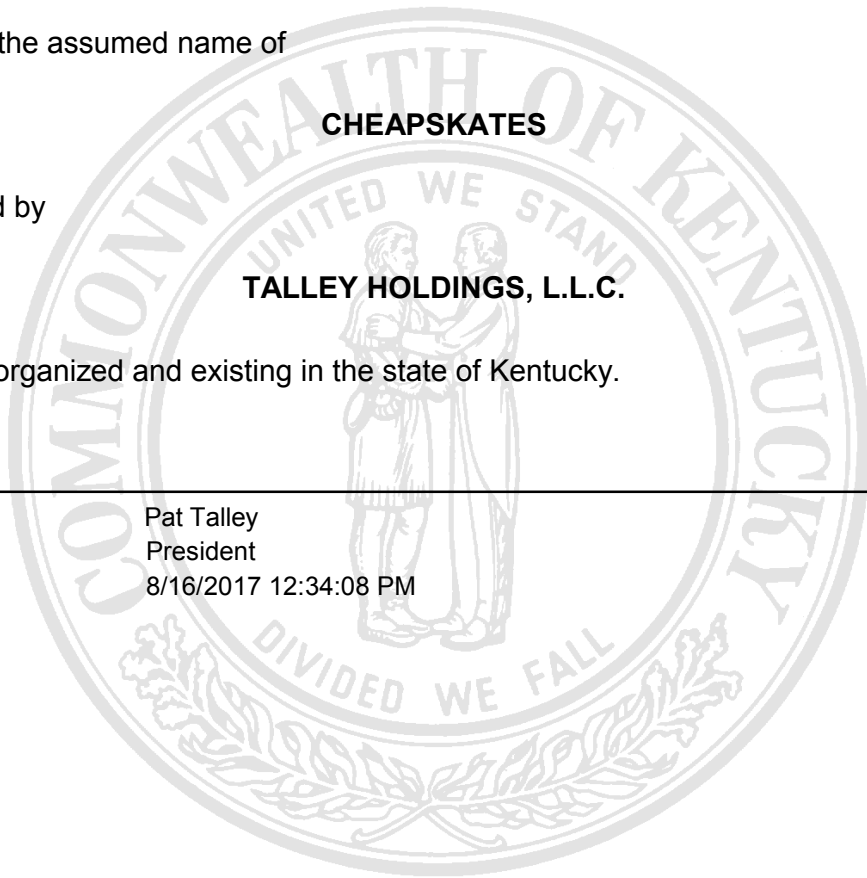 the assumed name of
CHEAPSKATES
d by
TALLEY HOLDINGS, L.L.C.
organized and existing in the state of Kentucky.
Pat Talley
President
8/16/2017 12:34:08 PM
COMMONWEALTH OF KENTUCKY
UNITED WE STAND
DIVIDED WE FALL